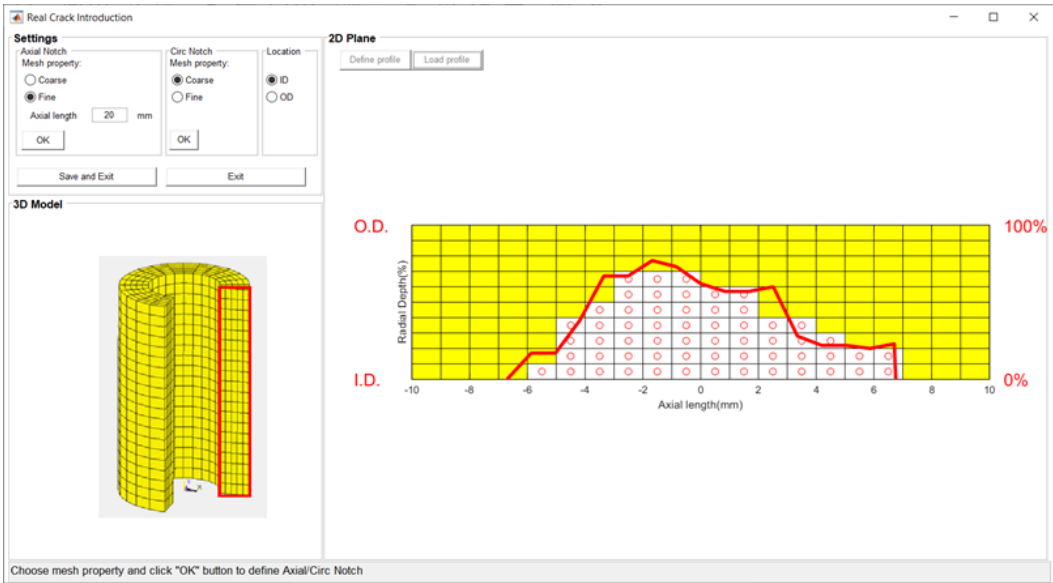 Real Crack Introduction
Settings
Axial Notch
Mesh property:
Coarse
Fine
Axial length 20 mm
OK
Circ Notch
Mesh property:
Coarse
Fine
OK
Location
ID
OD
Save and Exit Exit
3D Model
2D Plane
Define profile Load profile
O.D. 100%
Radial Depth(%)
I.D. 0%
-10 -8 -6 -4 -2 0 2 4 6 8 10
Axial length(mm)
Choose mesh property and click "OK" button to define Axial/Circ Notch